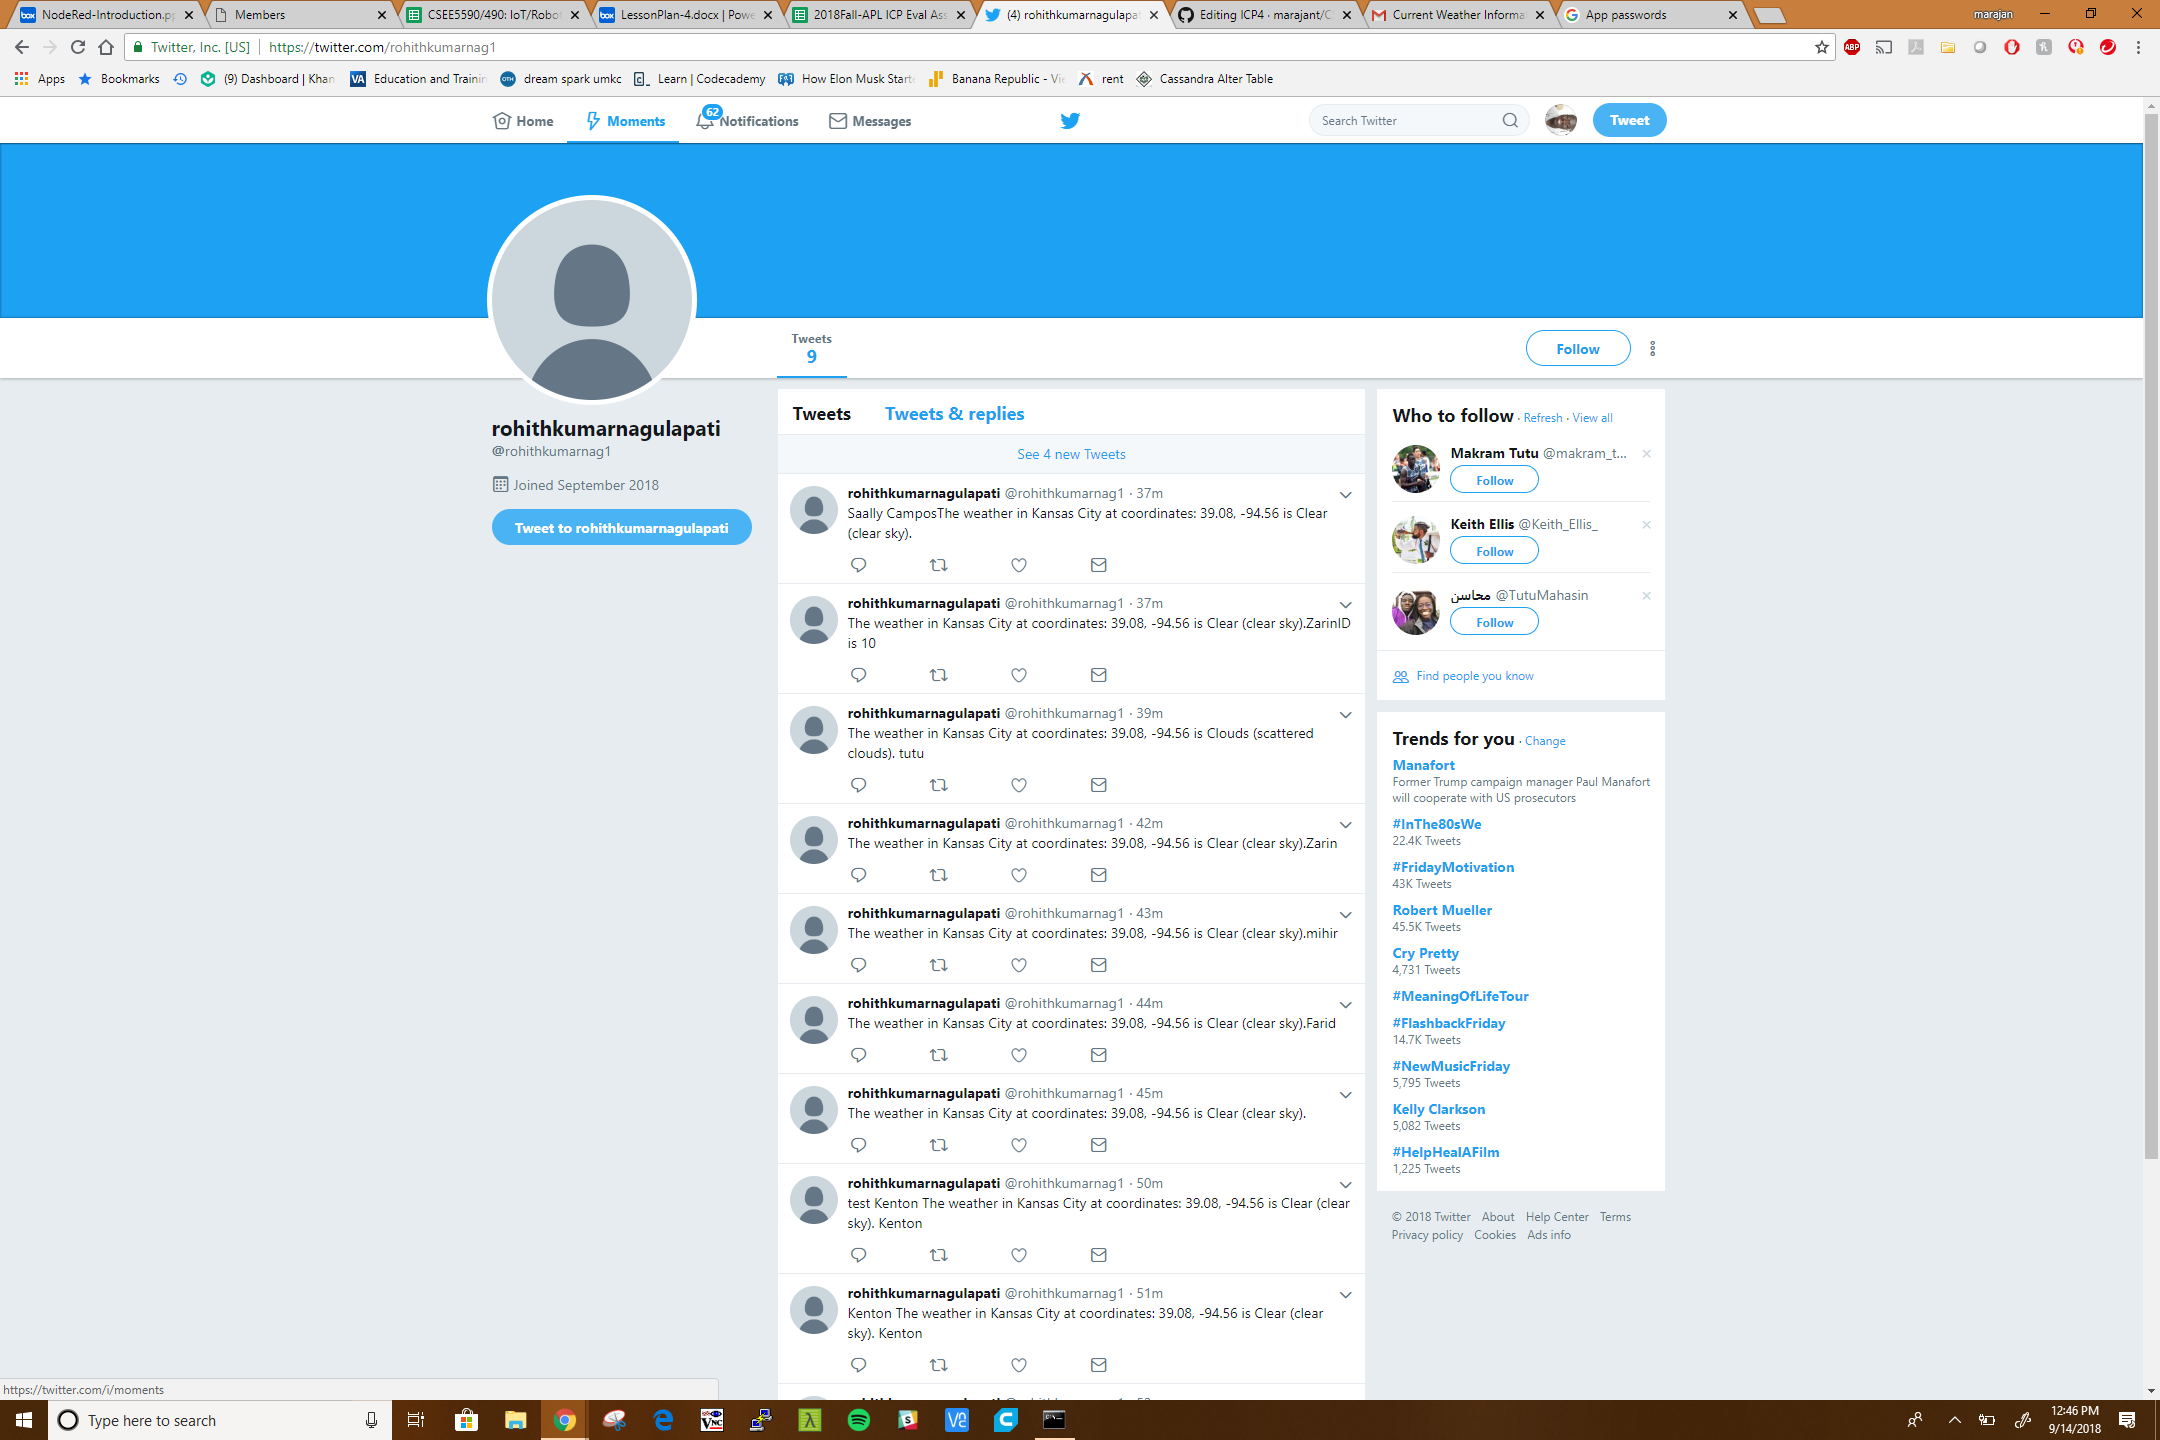 NodeRed-Introduction.pp
Members
CSEE5590/490: IoT/Robot
LessonPlan-4.docx | Powe
2018Fall-APL ICP Eval Ass
(4) rohithkumarnagulapat
Editing ICP4 · marajant/C
Current Weather Informa
App passwords
marajan
Twitter, Inc. [US]
https://twitter.com/rohithkumarnag1
Apps
Bookmarks
(9) Dashboard | Khan
Education and Trainin
dream spark umkc
Learn | Codecademy
How Elon Musk Start
Banana Republic - Vi
rent
Cassandra Alter Table
Home
Moments
62
Notifications
Messages
Search Twitter
Tweet
Tweets
9
Follow
rohithkumarnagulapati
@rohithkumarnag1
Joined September 2018
Tweet to rohithkumarnagulapati
Tweets
Tweets & replies
See 4 new Tweets
rohithkumarnagulapati @rohithkumarnag1 · 37m
Saally CamposThe weather in Kansas City at coordinates: 39.08, -94.56 is Clear
(clear sky).
rohithkumarnagulapati @rohithkumarnag1 · 37m
The weather in Kansas City at coordinates: 39.08, -94.56 is Clear (clear sky).ZarinID
is 10
rohithkumarnagulapati @rohithkumarnag1 · 39m
The weather in Kansas City at coordinates: 39.08, -94.56 is Clouds (scattered
clouds). tutu
rohithkumarnagulapati @rohithkumarnag1 · 42m
The weather in Kansas City at coordinates: 39.08, -94.56 is Clear (clear sky).Zarin
rohithkumarnagulapati @rohithkumarnag1 · 43m
The weather in Kansas City at coordinates: 39.08, -94.56 is Clear (clear sky).mihir
rohithkumarnagulapati @rohithkumarnag1 · 44m
The weather in Kansas City at coordinates: 39.08, -94.56 is Clear (clear sky).Farid
rohithkumarnagulapati @rohithkumarnag1 · 45m
The weather in Kansas City at coordinates: 39.08, -94.56 is Clear (clear sky).
rohithkumarnagulapati @rohithkumarnag1 · 50m
test Kenton The weather in Kansas City at coordinates: 39.08, -94.56 is Clear (clear
sky). Kenton
rohithkumarnagulapati @rohithkumarnag1 · 51m
Kenton The weather in Kansas City at coordinates: 39.08, -94.56 is Clear (clear
sky). Kenton
Who to follow · Refresh · View all
Makram Tutu @makram_t...
Follow
Keith Ellis @Keith_Ellis_
Follow
محاسن @TutuMahasin
Follow
Find people you know
Trends for you · Change
Manafort
Former Trump campaign manager Paul Manafort
will cooperate with US prosecutors
#InThe80sWe
22.4K Tweets
#FridayMotivation
43K Tweets
Robert Mueller
45.5K Tweets
Cry Pretty
4,731 Tweets
#MeaningOfLifeTour
#FlashbackFriday
14.7K Tweets
#NewMusicFriday
5,795 Tweets
Kelly Clarkson
5,082 Tweets
#HelpHealAFilm
1,225 Tweets
© 2018 Twitter About Help Center Terms
Privacy policy Cookies Ads info
https://twitter.com/i/moments
Type here to search
12:46 PM
9/14/2018